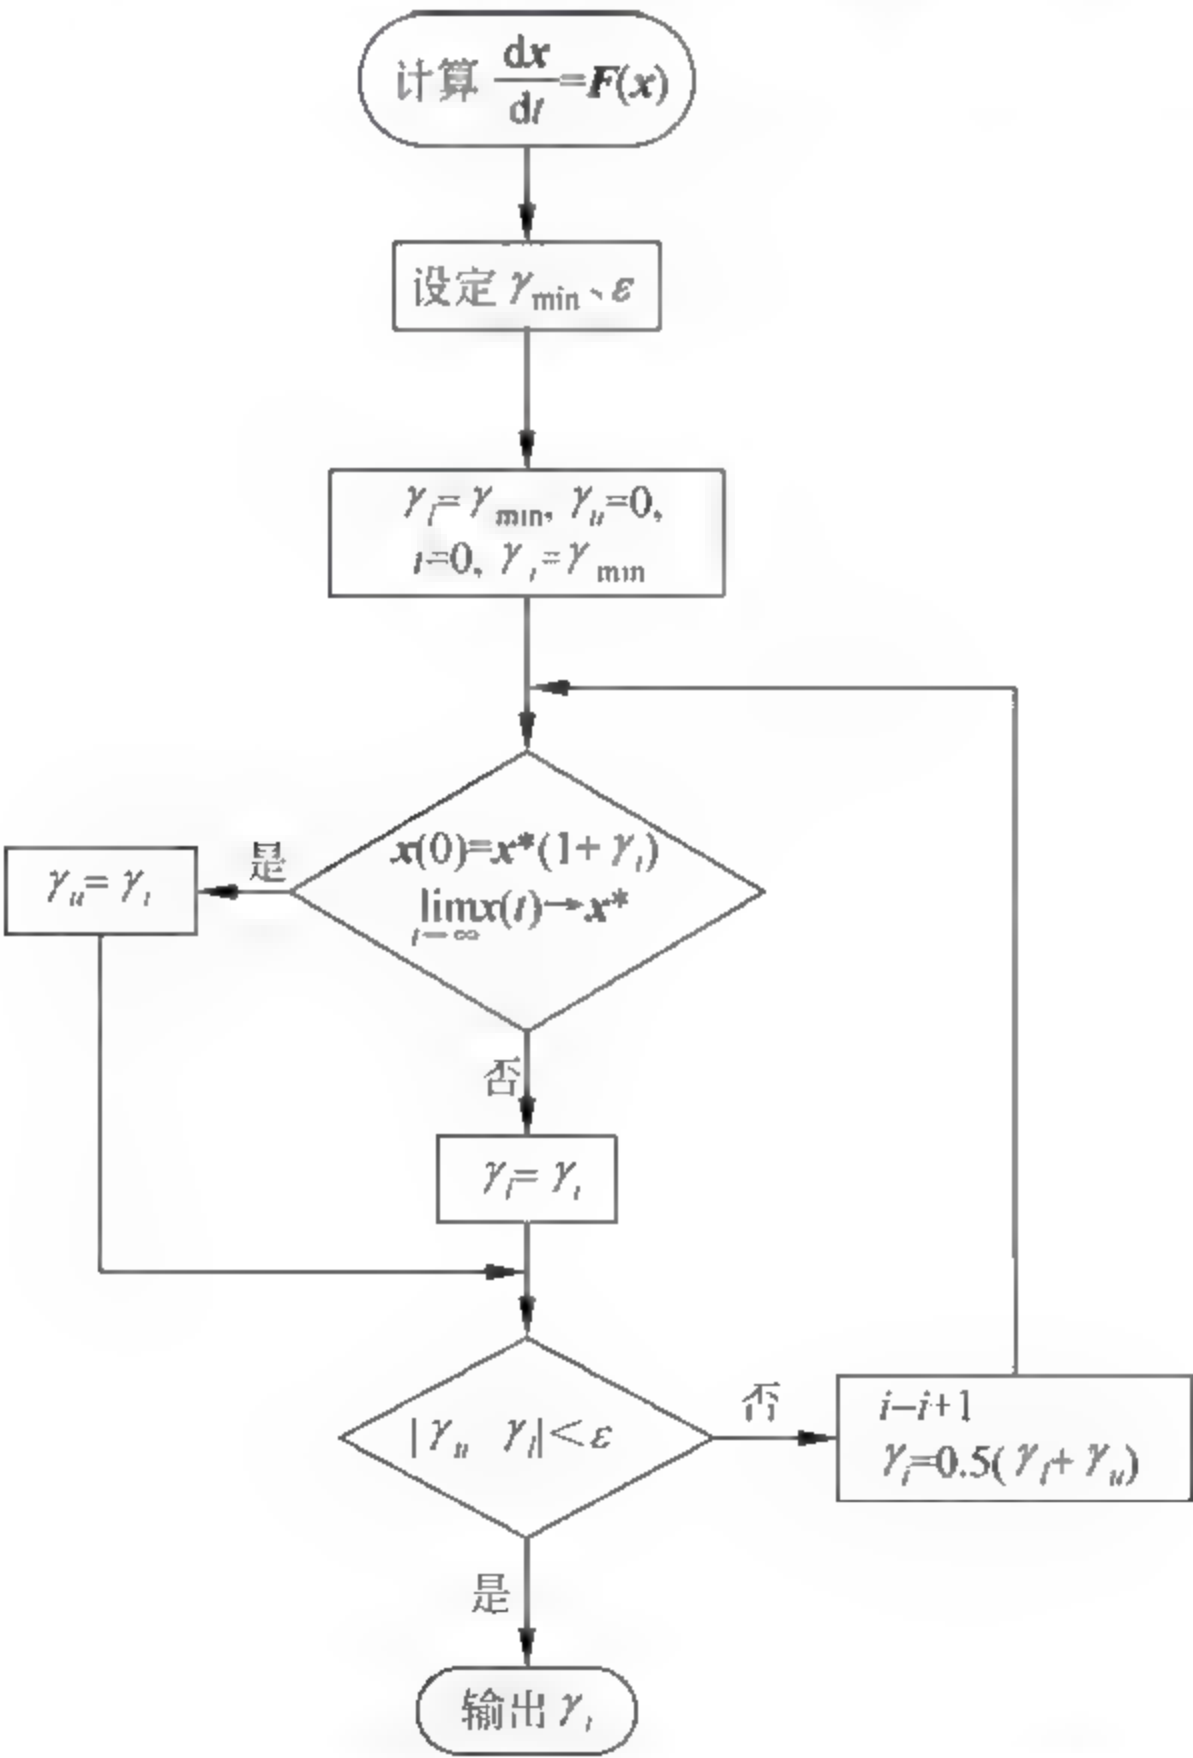 计算 dx/dt=F(x)
设定 γmin、ε
γl=γmin, γu=0,
i=0, γi=γmin
x(0)=x*(1+γi)
limx(t)→x*
t→∞
是
γu=γi
否
γl=γi
|γu γl|<ε
否
i-i+1
γi=0.5(γl+γu)
是
输出 γi